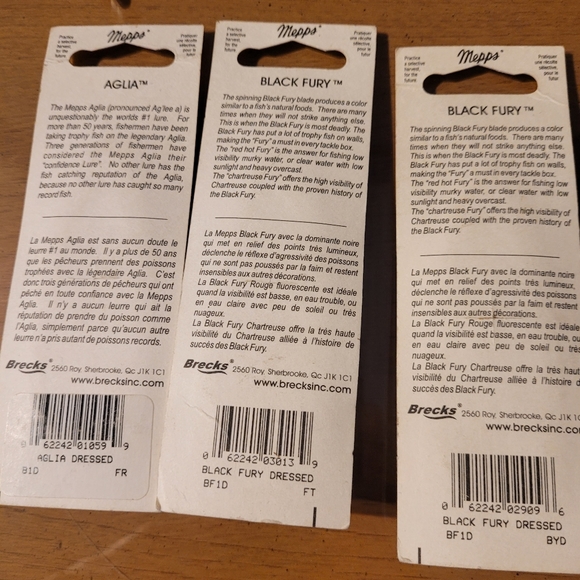 Practice
a selective
harvest,
for the
future
Mepps®
Pratiquer
une récolte
sélective,
pour le
futur
AGLIA™
The Mepps Aglia (pronounced Ag'lee a) is
unquestionably the worlds #1 lure. For
more than 50 years, fishermen have been
taking trophy fish on the legendary Aglia.
Three generations of fishermen have
considered the Mepps Aglia their
"confidence Lure". No other lure has the
fish catching reputation of the Aglia,
because no other lure has caught so many
record fish.
La Mepps Aglia est sans aucun doute le
leurre #1 au monde. Il y a plus de 50 ans
que les pêcheurs prennent des poissons
trophées avec la légendaire Aglia. C'est
donc trois générations de pêcheurs qui ont
pêché en toute confiance avec la Mepps
Aglia. Il n'y a aucun leurre qui ait la
réputation de prendre du poisson comme
l'Aglia, simplement parce qu'aucun autre
leurre n'a pris autant de poissons records.
Brecks® 2560 Roy, Sherbrooke, Qc J1K 1C1
www.brecksinc.com
0 62242 01059 9
AGLIA DRESSED
B1D FR
Practice
a selective
harvest,
for the
future
Mepps®
Pratiquer
une récolte
sélective,
pour le
futur
BLACK FURY™
The spinning Black Fury blade produces a color
similar to a fish's natural foods. There are many
times when they will not strike anything else.
This is when the Black Fury is most deadly. The
Black Fury has put a lot of trophy fish on walls,
making the "Fury" a must in every tackle box.
The "red hot Fury" is the answer for fishing low
visibility murky water, or clear water with low
sunlight and heavy overcast.
The "chartreuse Fury" offers the high visibility of
Chartreuse coupled with the proven history of
the Black Fury.
La Mepps Black Fury avec la dominante noire
qui met en relief des points très lumineux,
déclenche le réflexe d'agressivité des poissons
qui ne sont pas poussés par la faim et restent
insensibles aux autres décorations.
La Black Fury Rouge fluorescente est idéale
quand la visibilité est basse, en eau trouble, ou
en eau claire avec peu de soleil ou très
nuageux.
La Black Fury Chartreuse offre la très haute
visibilité du Chartreuse alliée à l'histoire de
succès des Black Fury.
Brecks® 2560 Roy, Sherbrooke, Qc J1K 1C1
www.brecksinc.com
0 62242 03013 9
BLACK FURY DRESSED
BF1D FT
Practice
a selective
harvest,
for the
future
Mepps®
Pratiquer
une récolte
sélective,
pour le
futur
BLACK FURY™
The spinning Black Fury blade produces a color
similar to a fish's natural foods. There are many
times when they will not strike anything else.
This is when the Black Fury is most deadly. The
Black Fury has put a lot of trophy fish on walls,
making the "Fury" a must in every tackle box.
The "red hot Fury" is the answer for fishing low
visibility murky water, or clear water with low
sunlight and heavy overcast.
The "chartreuse Fury" offers the high visibility of
Chartreuse coupled with the proven history of
the Black Fury.
La Mepps Black Fury avec la dominante noire
qui met en relief des points très lumineux,
déclenche le réflexe d'agressivité des poissons
qui ne sont pas poussés par la faim et restent
insensibles aux autres décorations.
La Black Fury Rouge fluorescente est idéale
quand la visibilité est basse, en eau trouble, ou
en eau claire avec peu de soleil ou très
nuageux.
La Black Fury Chartreuse offre la très haute
visibilité du Chartreuse alliée à l'histoire de
succès des Black Fury.
Brecks® 2560 Roy, Sherbrooke, Qc J1K 1C
www.brecksinc.com
0 62242 02909 6
BLACK FURY DRESSED
BF1D BYD